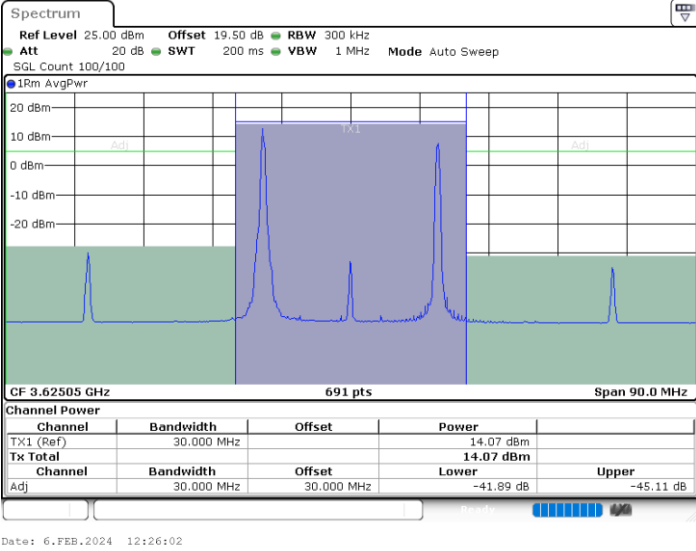 Spectrum
Ref Level 25.00 dBm Offset 19.50 dB RBW 300 kHz
Att 20 dB SWT 200 ms VBW 1 MHz Mode Auto Sweep
SGL Count 100/100
1Rm AvgPwr
20 dBm
TX1
10 dBm
Adj Adj
0 dBm
-10 dBm
-20 dBm
CF 3.62505 GHz 691 pts Span 90.0 MHz
Channel Power
Channel Bandwidth Offset Power
TX1 (Ref) 30.000 MHz 14.07 dBm
Tx Total 14.07 dBm
Channel Bandwidth Offset Lower Upper
Adj 30.000 MHz 30.000 MHz -41.89 dB -45.11 dB
Ready
Date: 6.FEB.2024 12:26:02